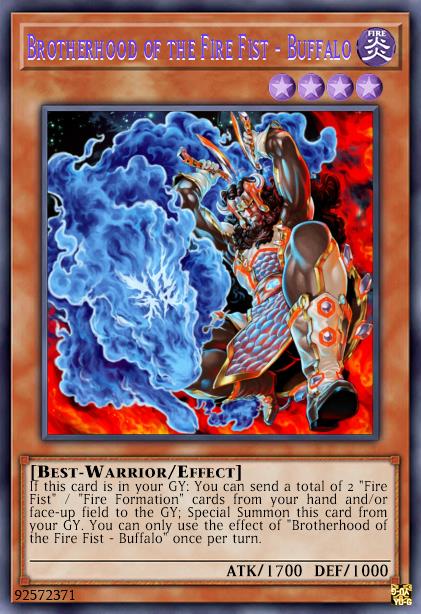 Brotherhood of the Fire Fist - Buffalo
FIRE
炎
[Best-Warrior/Effect]
If this card is in your GY: You can send a total of 2 "Fire
Fist" / "Fire Formation" cards from your hand and/or
face-up field to the GY; Special Summon this card from
your GY. You can only use the effect of "Brotherhood of
the Fire Fist - Buffalo" once per turn.
ATK/1700 DEF/1000
92572371